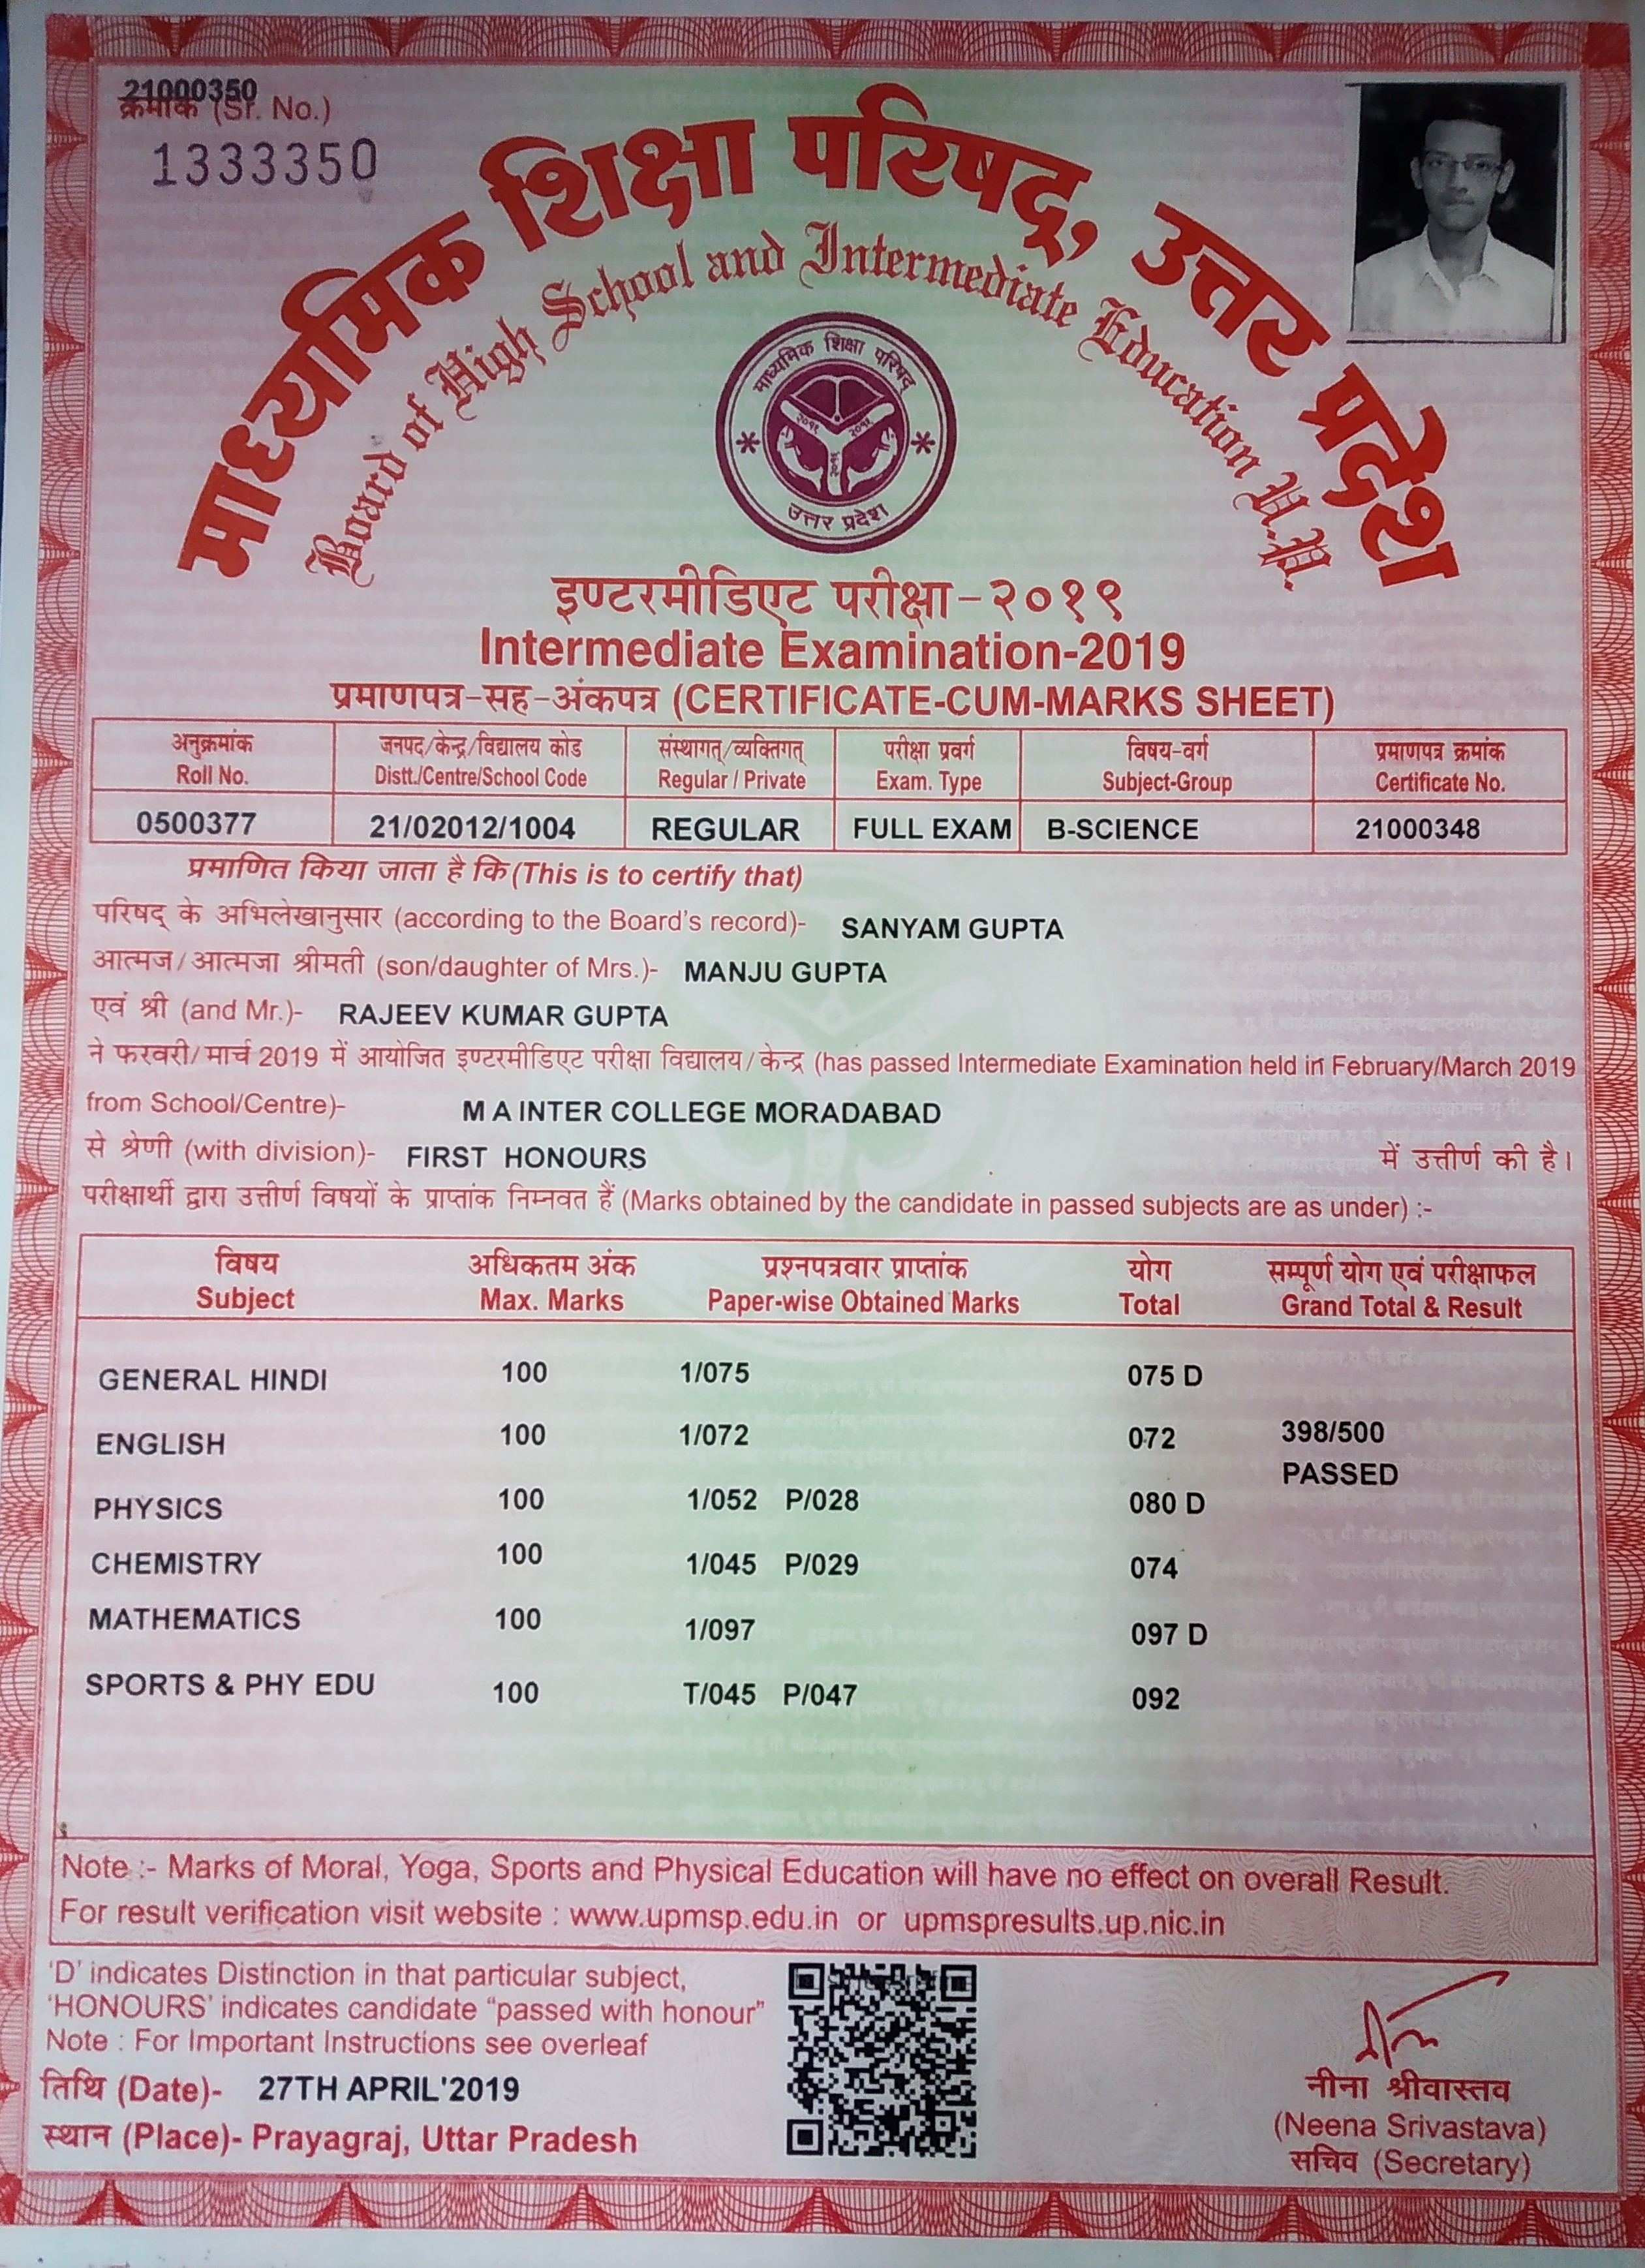 21000350
क्रमांक (Sr. No.)
1333350
माध्यमिक शिक्षा परिषद्, उत्तर प्रदेश
Board of High School and Intermediate Education U.P.
माध्यमिक शिक्षा परिषद्
उत्तर प्रदेश
इण्टरमीडिएट परीक्षा-२०१९
Intermediate Examination-2019
प्रमाणपत्र-सह-अंकपत्र (CERTIFICATE-CUM-MARKS SHEET)
अनुक्रमांक जनपद/केन्द्र/विद्यालय कोड संस्थागत्/व्यक्तिगत् परीक्षा प्रवर्ग विषय-वर्ग प्रमाणपत्र क्रमांक
Roll No. Distt./Centre/School Code Regular / Private Exam. Type Subject-Group Certificate No.
0500377 21/02012/1004 REGULAR FULL EXAM B-SCIENCE 21000348
प्रमाणित किया जाता है कि (This is to certify that)
परिषद् के अभिलेखानुसार (according to the Board's record)- SANYAM GUPTA
आत्मज/आत्मजा श्रीमती (son/daughter of Mrs.)- MANJU GUPTA
एवं श्री (and Mr.)- RAJEEV KUMAR GUPTA
ने फरवरी/मार्च 2019 में आयोजित इण्टरमीडिएट परीक्षा विद्यालय/केन्द्र (has passed Intermediate Examination held in February/March 2019
from School/Centre)- M A INTER COLLEGE MORADABAD
से श्रेणी (with division)- FIRST HONOURS में उत्तीर्ण की है।
परीक्षार्थी द्वारा उत्तीर्ण विषयों के प्राप्तांक निम्नवत हैं (Marks obtained by the candidate in passed subjects are as under) :-
विषय अधिकतम अंक प्रश्नपत्रवार प्राप्तांक योग सम्पूर्ण योग एवं परीक्षाफल
Subject Max. Marks Paper-wise Obtained Marks Total Grand Total & Result
GENERAL HINDI 100 1/075 075 D
ENGLISH 100 1/072 072 398/500
PASSED
PHYSICS 100 1/052 P/028 080 D
CHEMISTRY 100 1/045 P/029 074
MATHEMATICS 100 1/097 097 D
SPORTS & PHY EDU 100 T/045 P/047 092
Note :- Marks of Moral, Yoga, Sports and Physical Education will have no effect on overall Result.
For result verification visit website : www.upmsp.edu.in or upmspresults.up.nic.in
'D' indicates Distinction in that particular subject,
'HONOURS' indicates candidate "passed with honour"
Note : For Important Instructions see overleaf
तिथि (Date)- 27TH APRIL'2019
स्थान (Place)- Prayagraj, Uttar Pradesh
नीना श्रीवास्तव
(Neena Srivastava)
सचिव (Secretary)